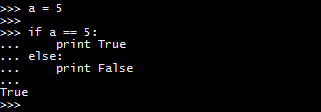 >>> a = 5
>>>
>>> if a == 5:
...     print True
... else:
...     print False
...
True
>>>